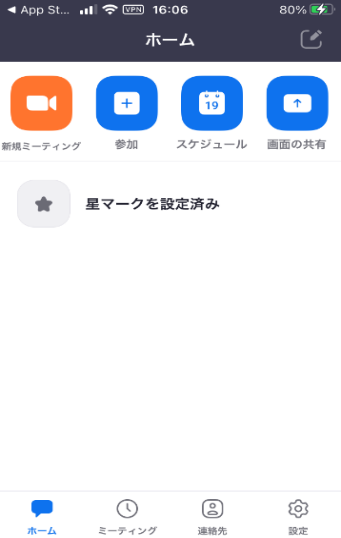 ◀ App St... VPN 16:06 80%
ホーム
19
新規ミーティング 参加 スケジュール 画面の共有
星マークを設定済み
ホーム ミーティング 連絡先 設定